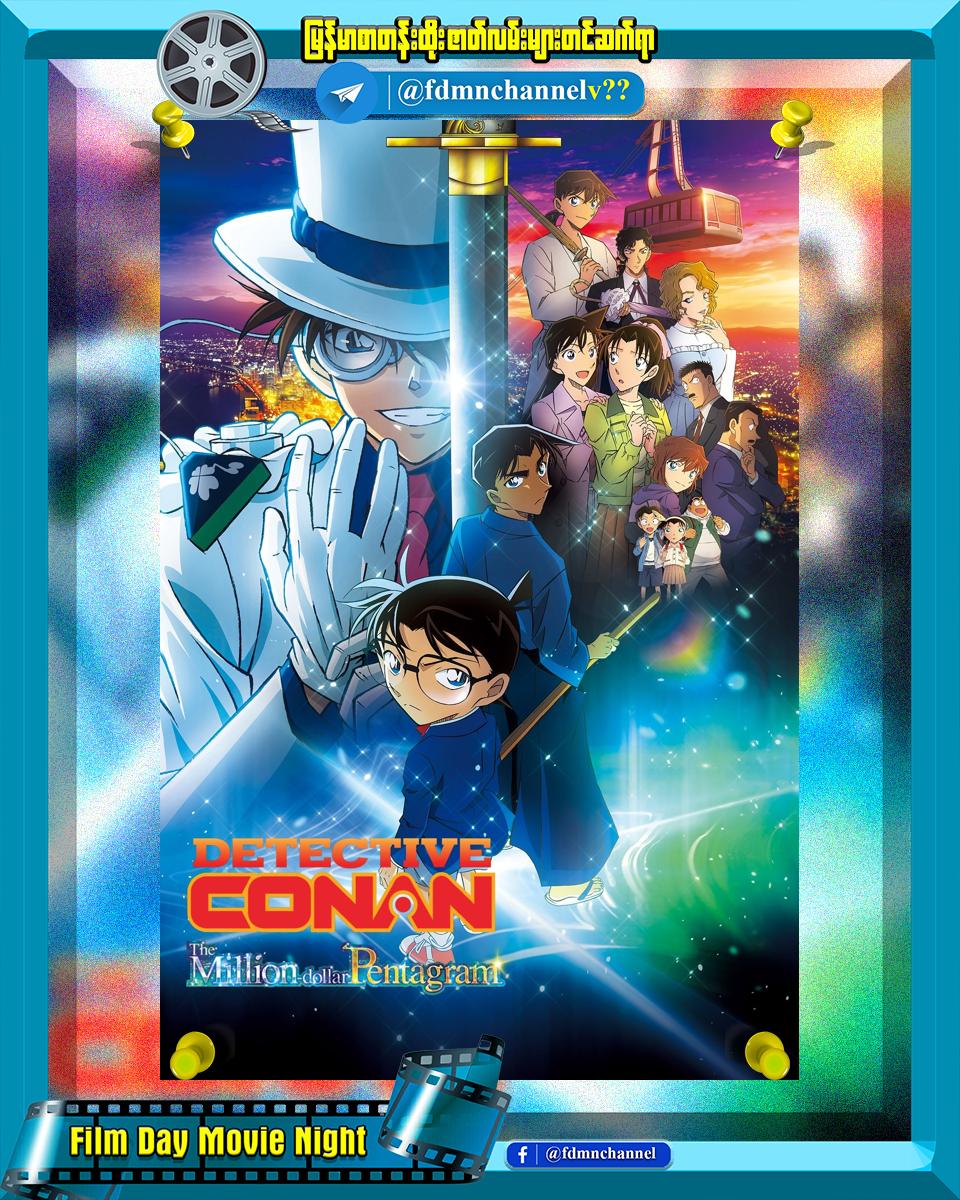 မြန်မာစာတန်းထိုးဇာတ်လမ်းများတင်ဆက်ရာ
@fdmnchannelv??
DETECTIVE
CONAN
The
Million-dollar Pentagram
Film Day Movie Night
f @fdmnchannel